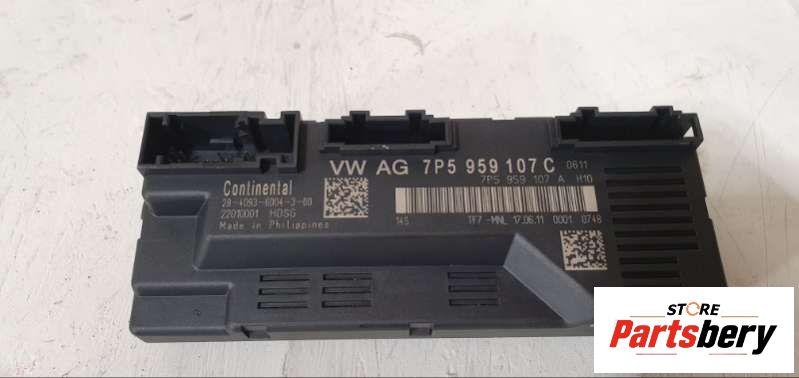 VW AG 7P5 959 107 C 0611
Continental
7P5 959 107 A H10
28-4093-6004-3-00
22010001 HDSG
145 TF7-MNL 17.06.11 0001 0748
Made in Philippines
STORE
Partsbery